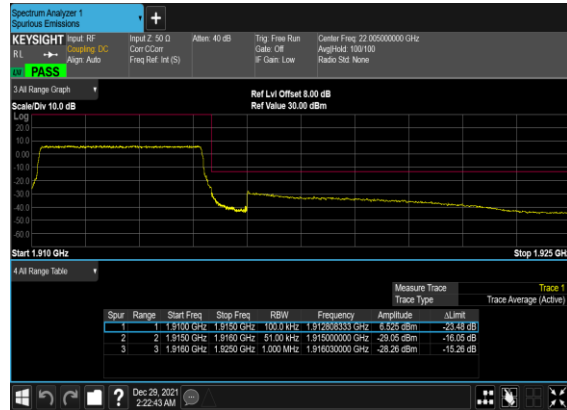 Spectrum Analyzer 1
Spurious Emissions
+
KEYSIGHT Input: RF Input Z: 50 Ω Atten: 40 dB Trig: Free Run Center Freq: 22.005000000 GHz
RL Coupling: DC Corr CCorr Gate: Off Avg|Hold: 100/100
Align: Auto Freq Ref: Int (S) IF Gain: Low Radio Std: None
LW PASS
3 All Range Graph
Ref Lvl Offset 8.00 dB
Scale/Div 10.0 dB Ref Value 30.00 dBm
Log
20.0
10.0
0.00
-10.0
-20.0
-30.0
-40.0
-50.0
-60.0
Start 1.910 GHz Stop 1.925 GH
4 All Range Table
Measure Trace Trace 1
Trace Type Trace Average (Active)
Spur Range Start Freq Stop Freq RBW Frequency Amplitude ΔLimit
1 1 1.9100 GHz 1.9150 GHz 100.0 kHz 1.912808333 GHz 6.525 dBm -23.48 dB
2 2 1.9150 GHz 1.9160 GHz 51.00 kHz 1.915000000 GHz -29.05 dBm -16.05 dB
3 3 1.9160 GHz 1.9250 GHz 1.000 MHz 1.916030000 GHz -28.26 dBm -15.26 dB
? Dec 29, 2021
2:22:43 AM